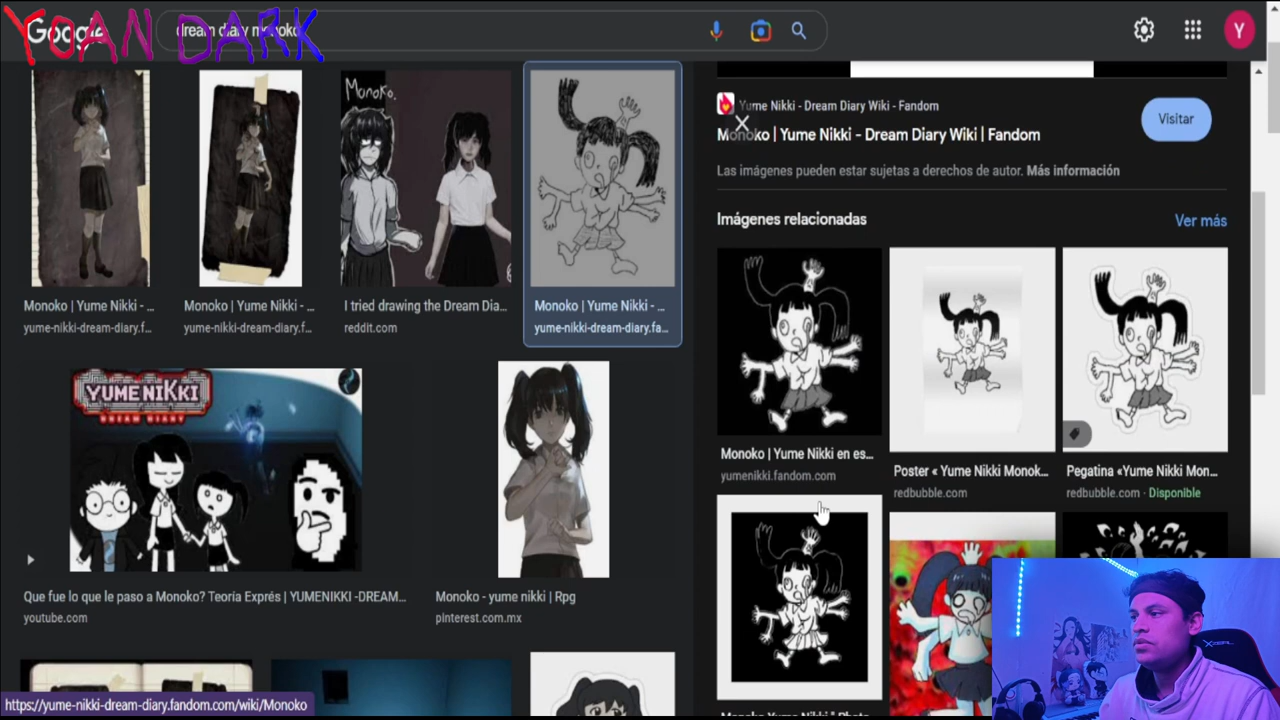 YOAN DARK
Google
dream diary monoko
Y
Monoko.
Yume Nikki - Dream Diary Wiki - Fandom
Monoko | Yume Nikki - Dream Diary Wiki | Fandom
Visitar
Las imágenes pueden estar sujetas a derechos de autor. Más información
Imágenes relacionadas
Ver más
Monoko | Yume Nikki - ...
yume-nikki-dream-diary.f...
Monoko | Yume Nikki - ...
yume-nikki-dream-diary.f...
I tried drawing the Dream Dia...
reddit.com
Monoko | Yume Nikki - ...
yume-nikki-dream-diary.fa...
YUME NIKKI
DREAM DIARY
Monoko | Yume Nikki en es...
yumenikki.fandom.com
Poster « Yume Nikki Monok...
redbubble.com
Pegatina «Yume Nikki Mon...
redbubble.com · Disponible
Que fue lo que le paso a Monoko? Teoría Exprés | YUMENIKKI -DREAM...
youtube.com
Monoko - yume nikki | Rpg
pinterest.com.mx
https://yume-nikki-dream-diary.fandom.com/wiki/Monoko